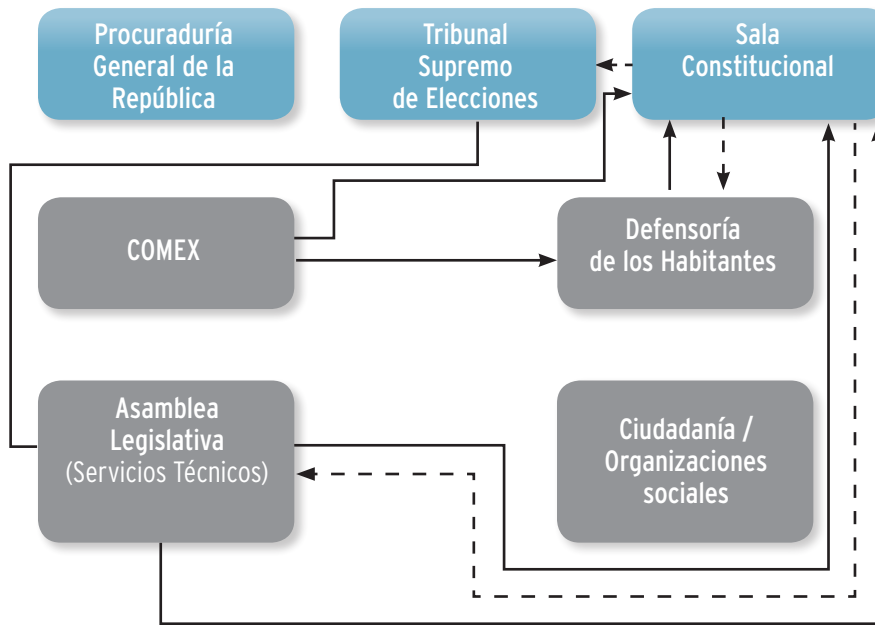 Procuraduría
General de la
República
Tribunal
Supremo
de Elecciones
Sala
Constitucional
COMEX
Defensoría
de los Habitantes
Asamblea
Legislativa
(Servicios Técnicos)
Ciudadanía /
Organizaciones
sociales